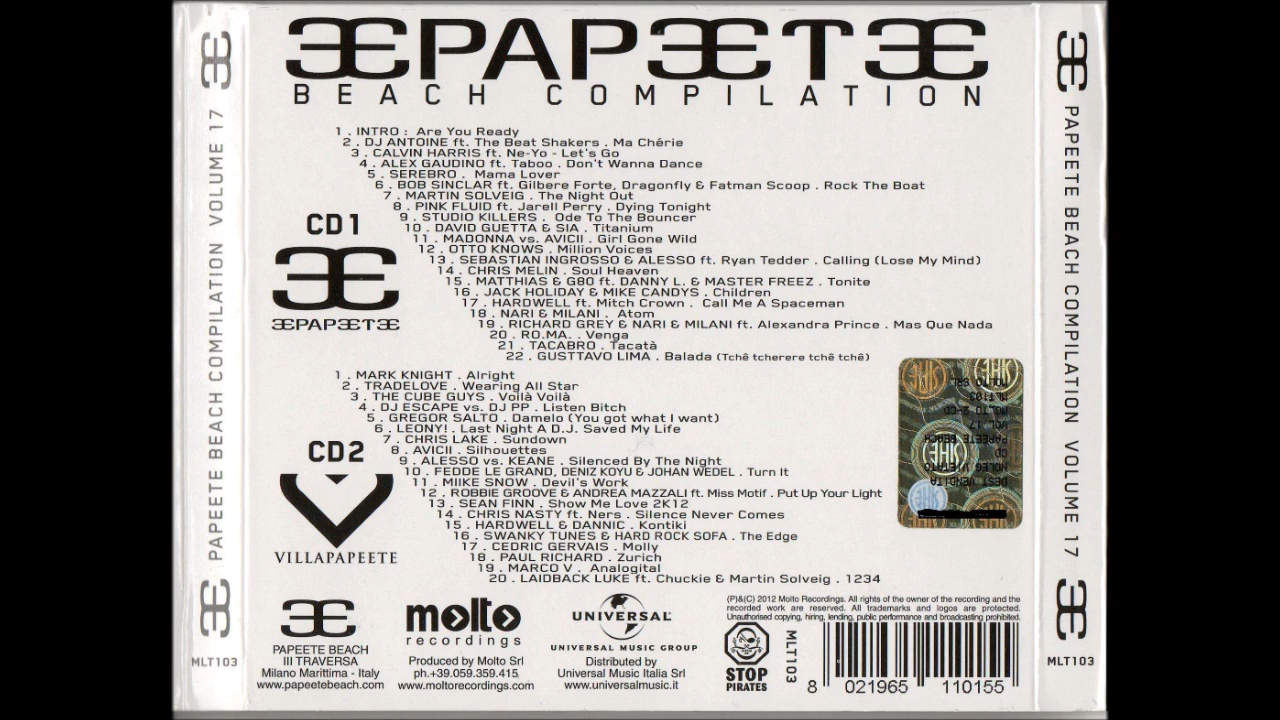 PAPEETE
BEACH COMPILATION
PAPEETE BEACH COMPILATION VOLUME 17
MLT103
CD1
PAPEETE
1 . INTRO : Are You Ready
2 . DJ ANTOINE ft. The Beat Shakers . Ma Chérie
3 . CALVIN HARRIS ft. Ne-Yo - Let's Go
4 . ALEX GAUDINO ft. Taboo . Don't Wanna Dance
5 . SEREBRO . Mama Lover
6 . BOB SINCLAR ft. Gilbere Forte, Dragonfly & Fatman Scoop . Rock The Boat
7 . MARTIN SOLVEIG . The Night Out
8 . PINK FLUID ft. Jarell Perry . Dying Tonight
9 . STUDIO KILLERS . Ode To The Bouncer
10 . DAVID GUETTA & SIA . Titanium
11 . MADONNA vs. AVICII . Girl Gone Wild
12 . OTTO KNOWS . Million Voices
13 . SEBASTIAN INGROSSO & ALESSO ft. Ryan Tedder . Calling (Lose My Mind)
14 . CHRIS MELIN . Soul Heaven
15 . MATTHIAS & G80 ft. DANNY L. & MASTER FREEZ . Tonite
16 . JACK HOLIDAY & MIKE CANDYS . Children
17 . HARDWELL ft. Mitch Crown . Call Me A Spaceman
18 . NARI & MILANI . Atom
19 . RICHARD GREY & NARI & MILANI ft. Alexandra Prince . Mas Que Nada
20 . RO.MA. . Venga
21 . TACABRO . Tacatà
22 . GUSTTAVO LIMA . Balada (Tchê tcherere tchê tchê)
CD2
VILLAPAPEETE
1 . MARK KNIGHT . Alright
2 . TRADELOVE . Wearing All Star
3 . THE CUBE GUYS . Voilà Voilà
4 . DJ ESCAPE vs. DJ PP . Listen Bitch
5 . GREGOR SALTO . Damelo (You got what I want)
6 . LEONY! . Last Night A D.J. Saved My Life
7 . CHRIS LAKE . Sundown
8 . AVICII . Silhouettes
9 . ALESSO vs. KEANE . Silenced By The Night
10 . FEDDE LE GRAND, DENIZ KOYU & JOHAN WEDEL . Turn It
11 . MIIKE SNOW . Devil's Work
12 . ROBBIE GROOVE & ANDREA MAZZALI ft. Miss Motif . Put Up Your Light
13 . SEAN FINN . Show Me Love 2K12
14 . CHRIS NASTY ft. Ners . Silence Never Comes
15 . HARDWELL & DANNIC . Kontiki
16 . SWANKY TUNES & HARD ROCK SOFA . The Edge
17 . CEDRIC GERVAIS . Molly
18 . PAUL RICHARD . Zurich
19 . MARCO V . Analogital
20 . LAIDBACK LUKE ft. Chuckie & Martin Solveig . 1234
DEST VENDITA
NOLEG VIETATO
CD
PAPEETE BEACH
VOL.17
MOLTO 2-CD
MLT103
MOLTO SRL
PAPEETE BEACH
III TRAVERSA
Milano Marittima - Italy
www.papeetebeach.com
molto
recordings
Produced by Molto Srl
ph.+39.059.359.415
www.moltorecordings.com
UNIVERSAL
UNIVERSAL MUSIC GROUP
Distributed by
Universal Music Italia Srl
www.universalmusic.it
(P)&(C) 2012 Molto Recordings. All rights of the owner of the recording and the
recorded work are reserved. All trademarks and logos are protected.
Unauthorised copying, hiring, lending, public performance and broadcasting prohibited.
STOP
PIRATES
MLT103
8 021965 110155
PAPEETE BEACH COMPILATION VOLUME 17
MLT103